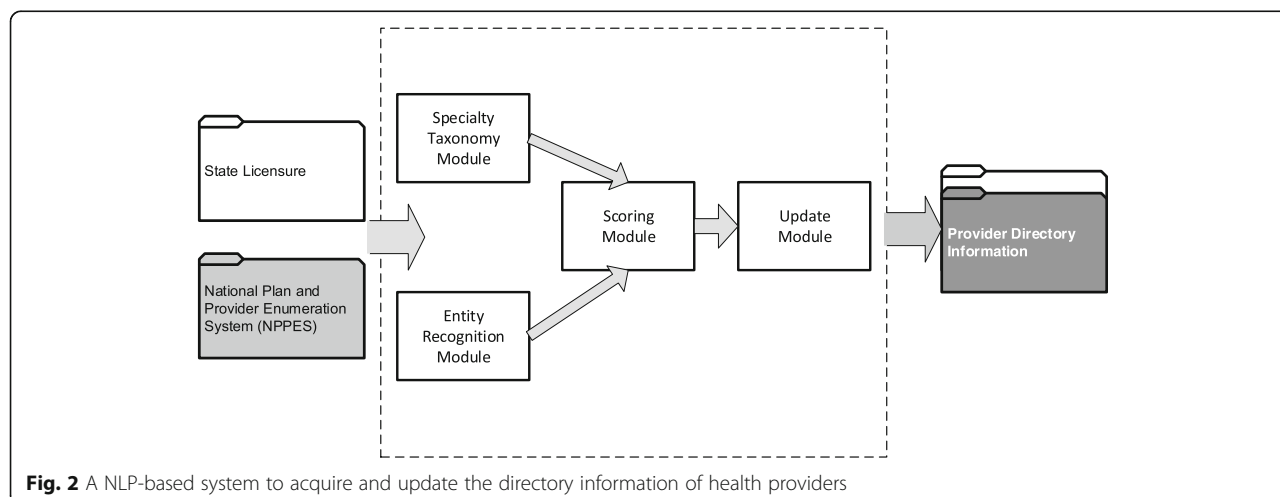 State Licensure
National Plan and
Provider Enumeration
System (NPPES)
Specialty
Taxonomy
Module
Entity
Recognition
Module
Scoring
Module
Update
Module
Provider Directory
Information
Fig. 2 A NLP-based system to acquire and update the directory information of health providers